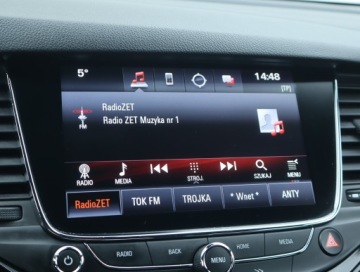 5° 14:48
[TP]
RadioZET
Radio ZET Muzyka nr 1
FM
RADIO MEDIA STROJ. SZUKAJ MENU
RadioZET TOK FM TROJKA * Wnet * ANTY
RADIO BACK MENU HOME MEDIA